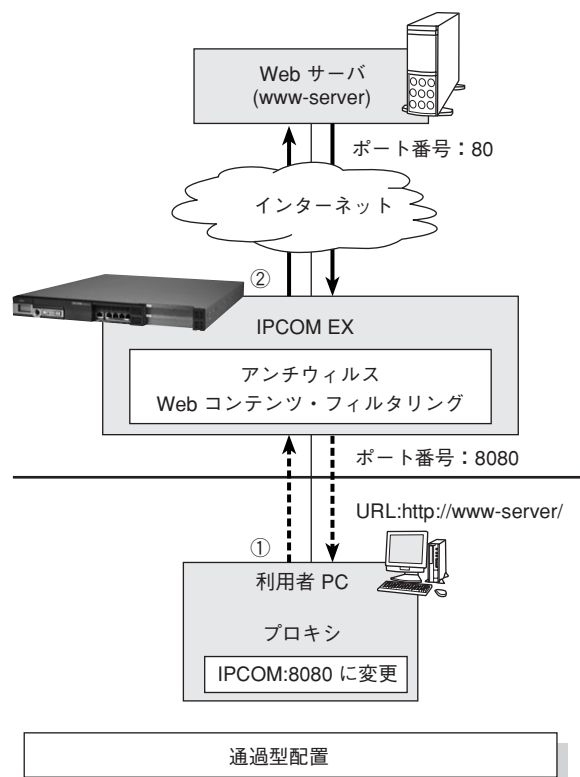 Web サーバ
(www-server)
ポート番号：80
インターネット
②
IPCOM EX
アンチウィルス
Web コンテンツ・フィルタリング
ポート番号：8080
URL:http://www-server/
①
利用者 PC
プロキシ
IPCOM:8080 に変更
通過型配置